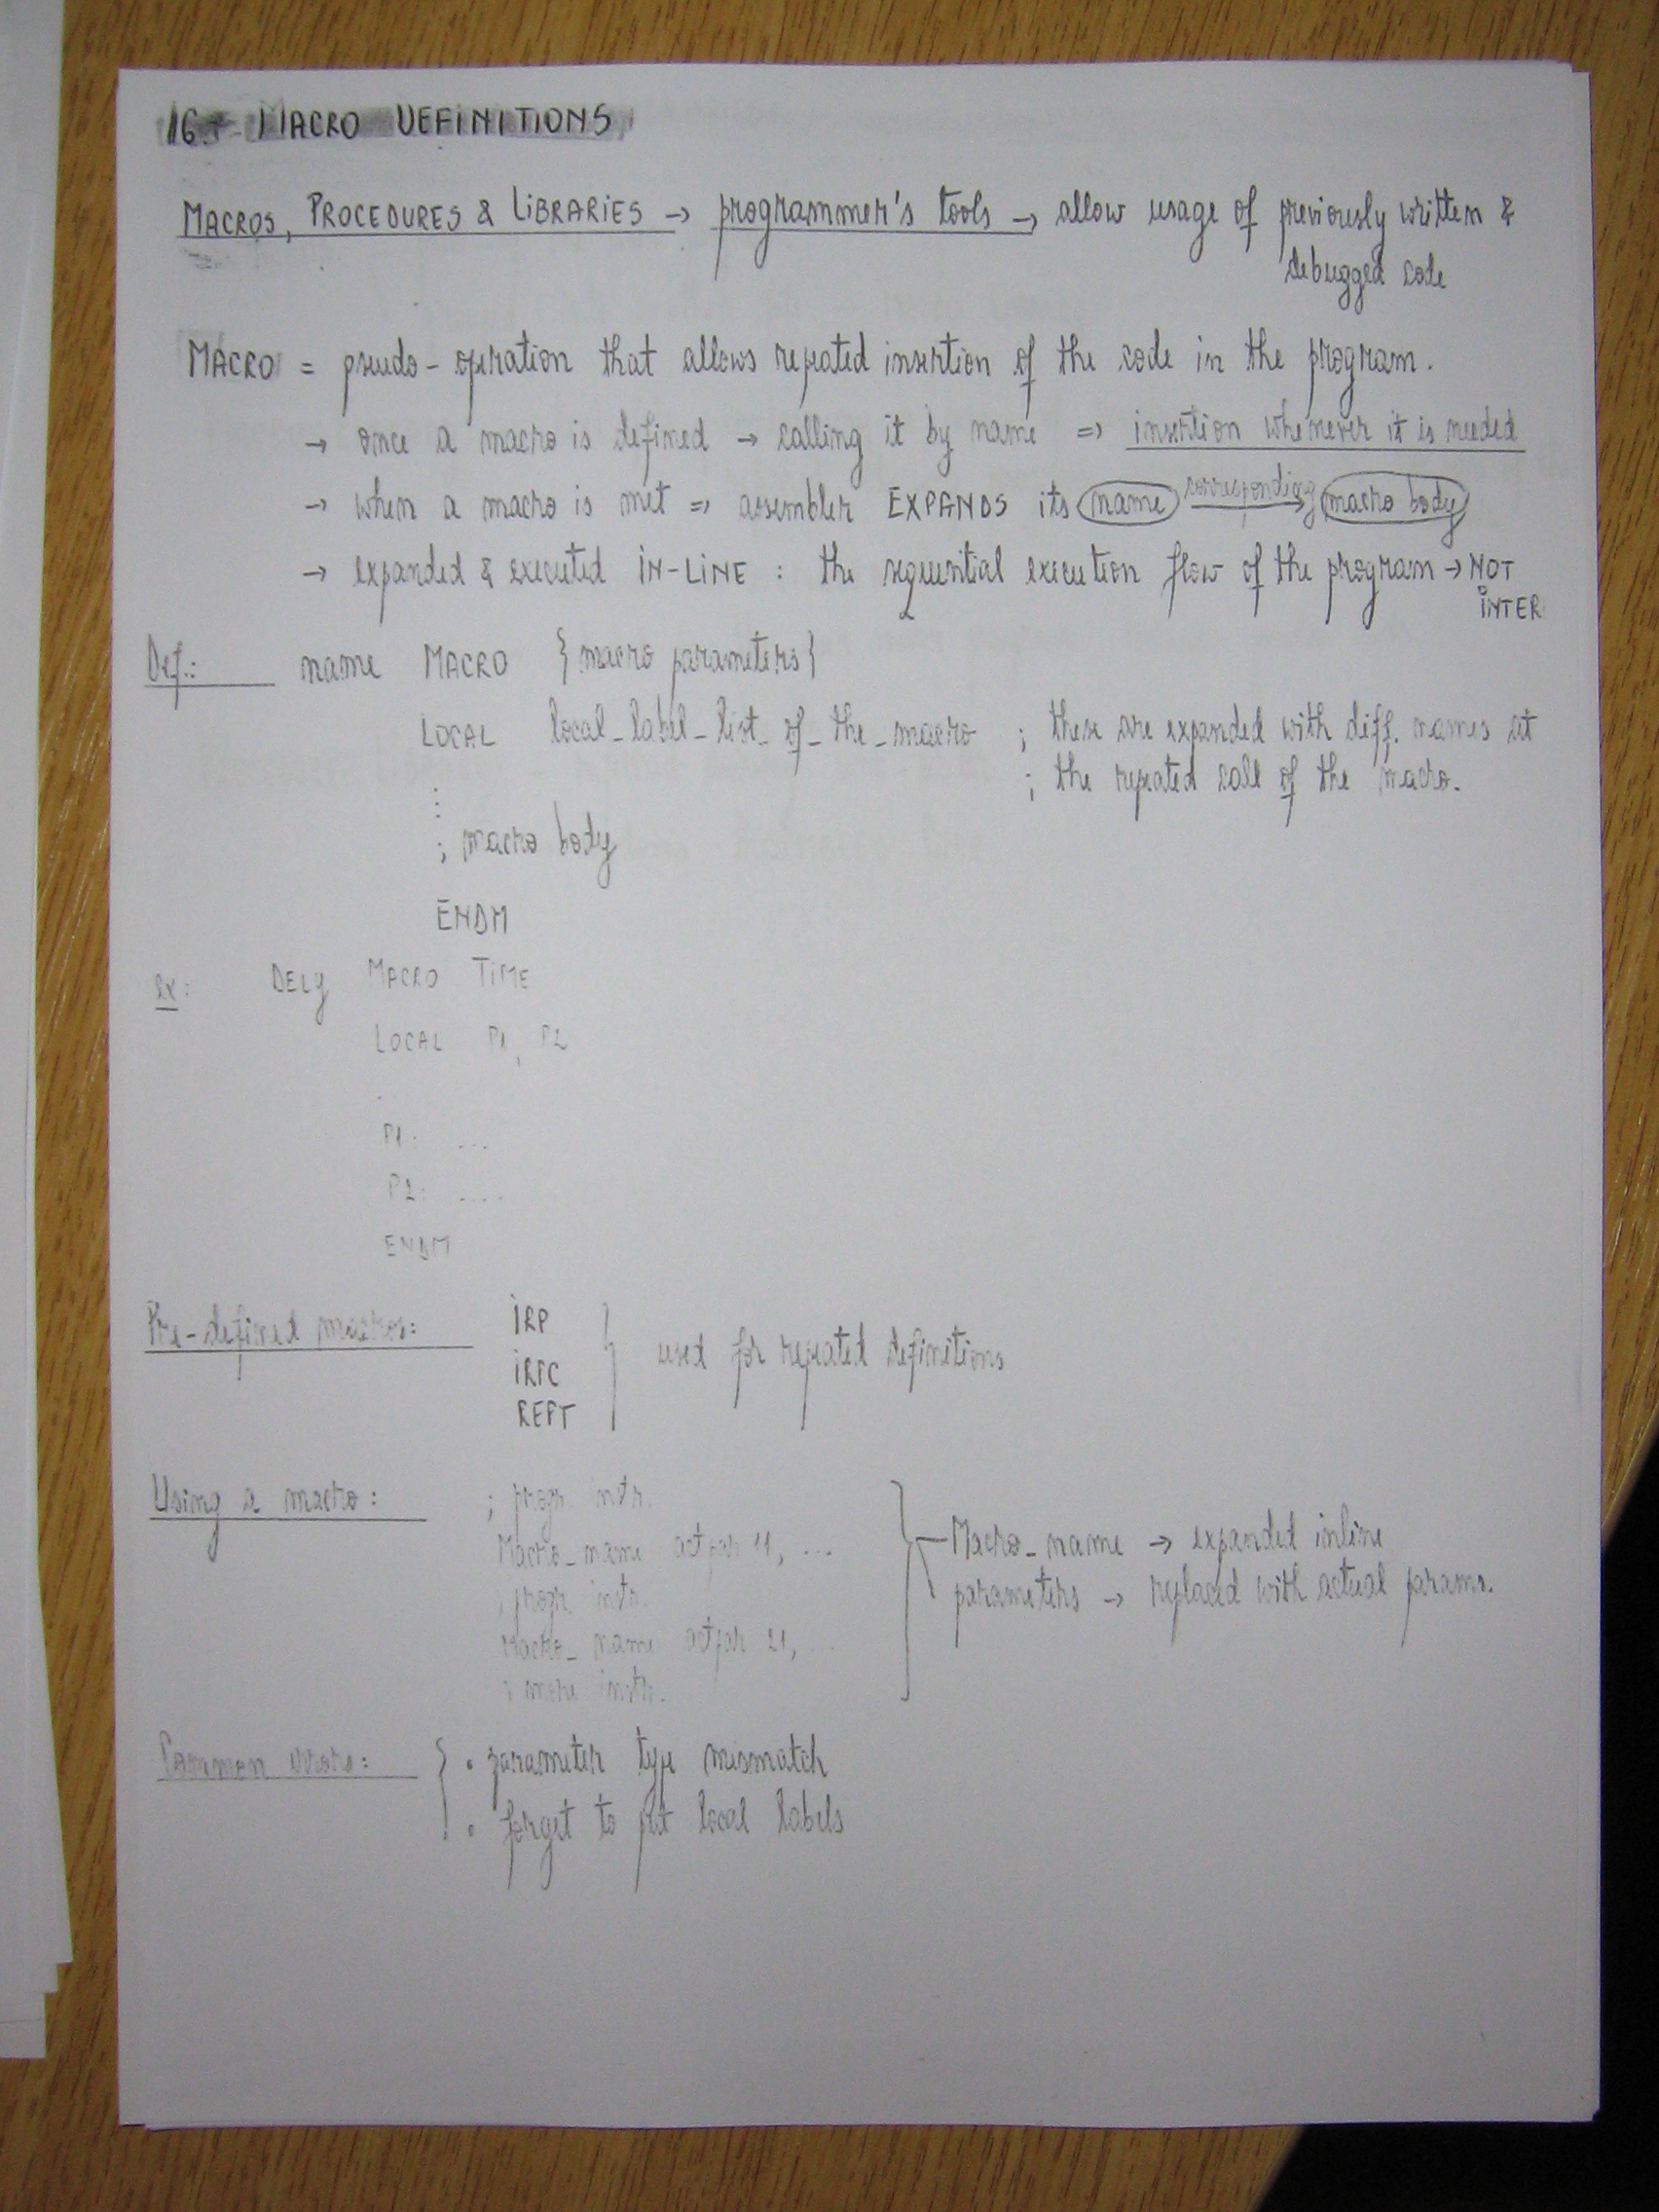 16. MACRO DEFINITIONS
MACROS, PROCEDURES & LIBRARIES → programmer's tools → allow usage of previously written &
debugged code
MACRO = pseudo-operation that allows repeated insertion of the code in the program.
→ once a macro is defined → calling it by name => insertion whenever it is needed
→ when a macro is met => assembler EXPANDS its name corresponding → macro body
→ expanded & executed IN-LINE : the sequential execution flow of the program → NOT
INTER
Def.: name MACRO {macro parameters}
LOCAL local_label_list_of_the_macro ; these are expanded with diff. names at
; the repeated call of the macro.
⋮
; macro body
ENDM
ex: DELY MACRO TIME
LOCAL P1, P2
.
P1: ...
P2: ....
ENDM
Pre-defined macros: IRP
IRPC } used for repeated definitions
REPT
Using a macro: ; progr. instr.
Macro_name actpar 11, ...
; progr. instr.
Macro_name actpar 21, ...
; more instr.
Macro_name → expanded inline
parameters → replaced with actual params.
Common errors: { • parameter type mismatch
• forget to put local labels